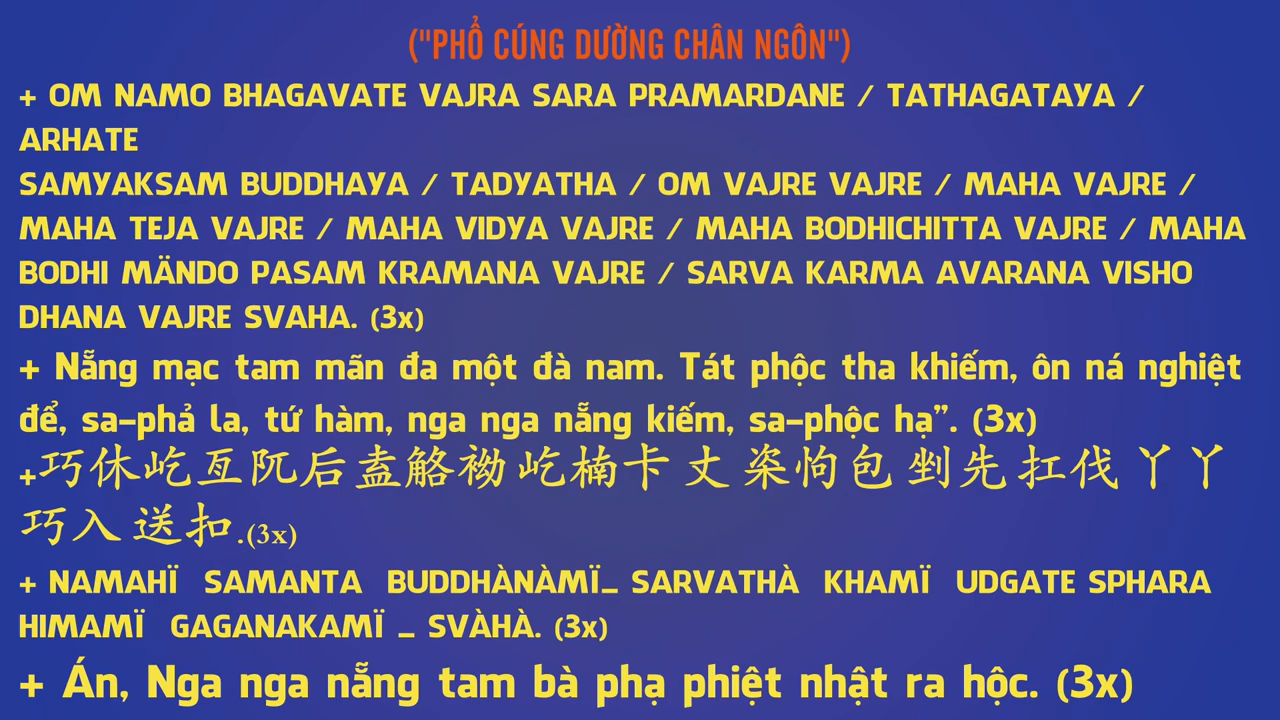 ("PHỔ CÚNG DƯỜNG CHÂN NGÔN")
+ OM NAMO BHAGAVATE VAJRA SARA PRAMARDANE / TATHAGATAYA /
ARHATE
SAMYAKSAM BUDDHAYA / TADYATHA / OM VAJRE VAJRE / MAHA VAJRE /
MAHA TEJA VAJRE / MAHA VIDYA VAJRE / MAHA BODHICHITTA VAJRE / MAHA
BODHI MÄNDO PASAM KRAMANA VAJRE / SARVA KARMA AVARANA VISHO
DHANA VAJRE SVAHA. (3x)
+ Nẵng mạc tam mãn đa một đà nam. Tát phộc tha khiếm, ôn ná nghiệt
để, sa-phả la, tứ hàm, nga nga nẵng kiếm, sa-phộc hạ”. (3x)
+巧休屹亙阢后盍觡袎屹楠卡丈粢怐包剉先扛伐丫丫
巧入送扣.(3x)
+ NAMAHÏ SAMANTA BUDDHÀNÀMÏ_ SARVATHÀ KHAMÏ UDGATE SPHARA
HIMAMÏ GAGANAKAMÏ _ SVÀHÀ. (3x)
+ Án, Nga nga nẵng tam bà phạ phiệt nhật ra hộc. (3x)